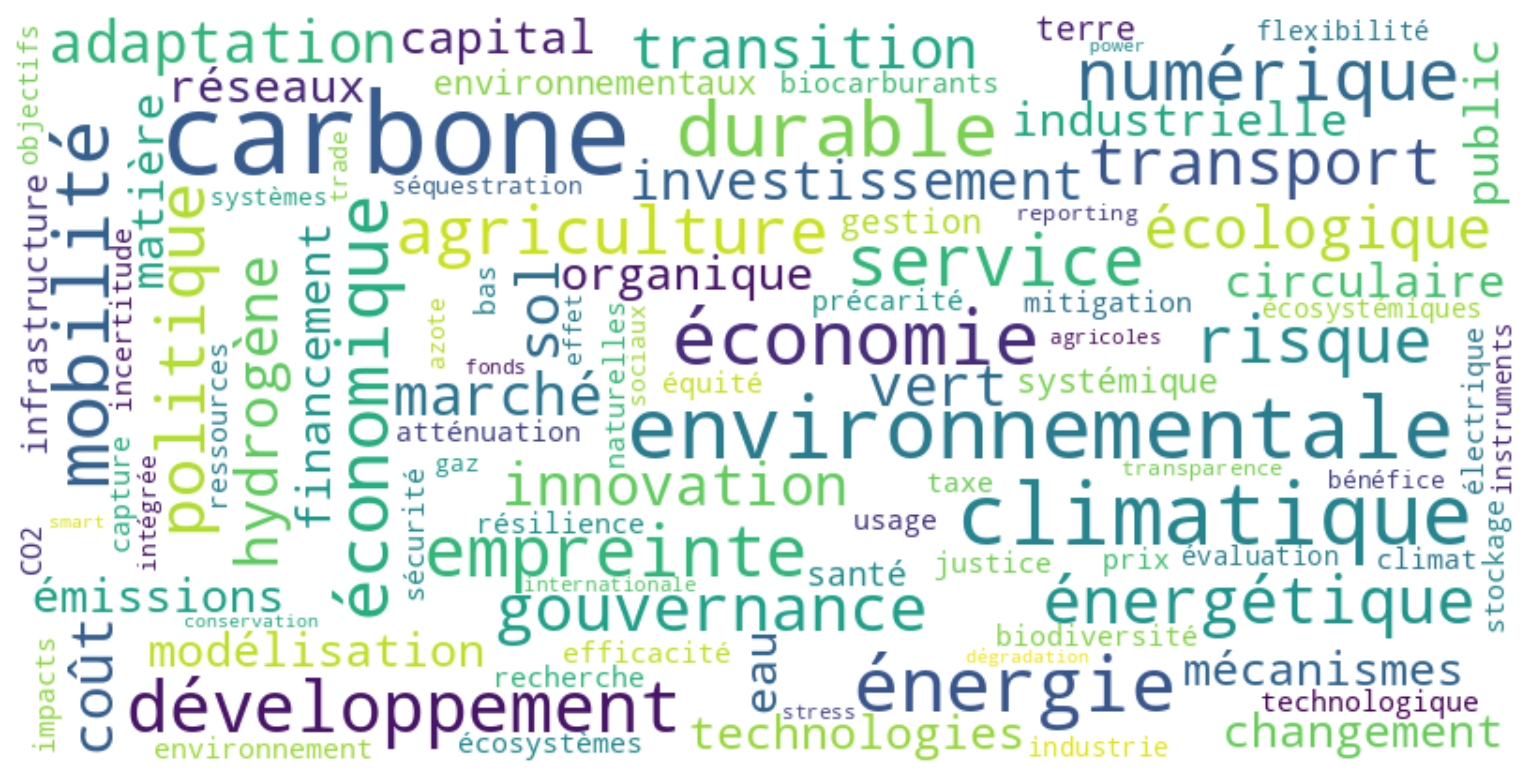 objectifs
adaptation
capital
transition
terre
power
flexibilité
numérique
public
réseaux
environnementaux
biocarburants
matière
carbone
durable
industrielle
mobilité
trade
transport
systèmes
séquestration
investissement
infrastructure
politique
économique
agriculture
gestion
reporting
écologique
incertitude
financement
hydrogène
bas
sol
organique
service
circulaire
effet
précarité
mitigation
écosystémiques
azote
naturelles
sociaux
économie
agricoles
risque
ressources
fonds
marché
équité
vert
systémique
électrique
instruments
atténuation
environnementale
capture
intégrée
gaz
innovation
taxe
transparence
bénéfice
sécurité
CO2
smart
résilience
usage
climatique
stockage
empreinte
justice
prix
évaluation
climat
émissions
internationale
santé
conservation
gouvernance
énergétique
coût
modélisation
efficacité
eau
biodiversité
impacts
recherche
dégradation
énergie
mécanismes
développement
stress
technologique
environnement
écosystèmes
technologies
industrie
changement